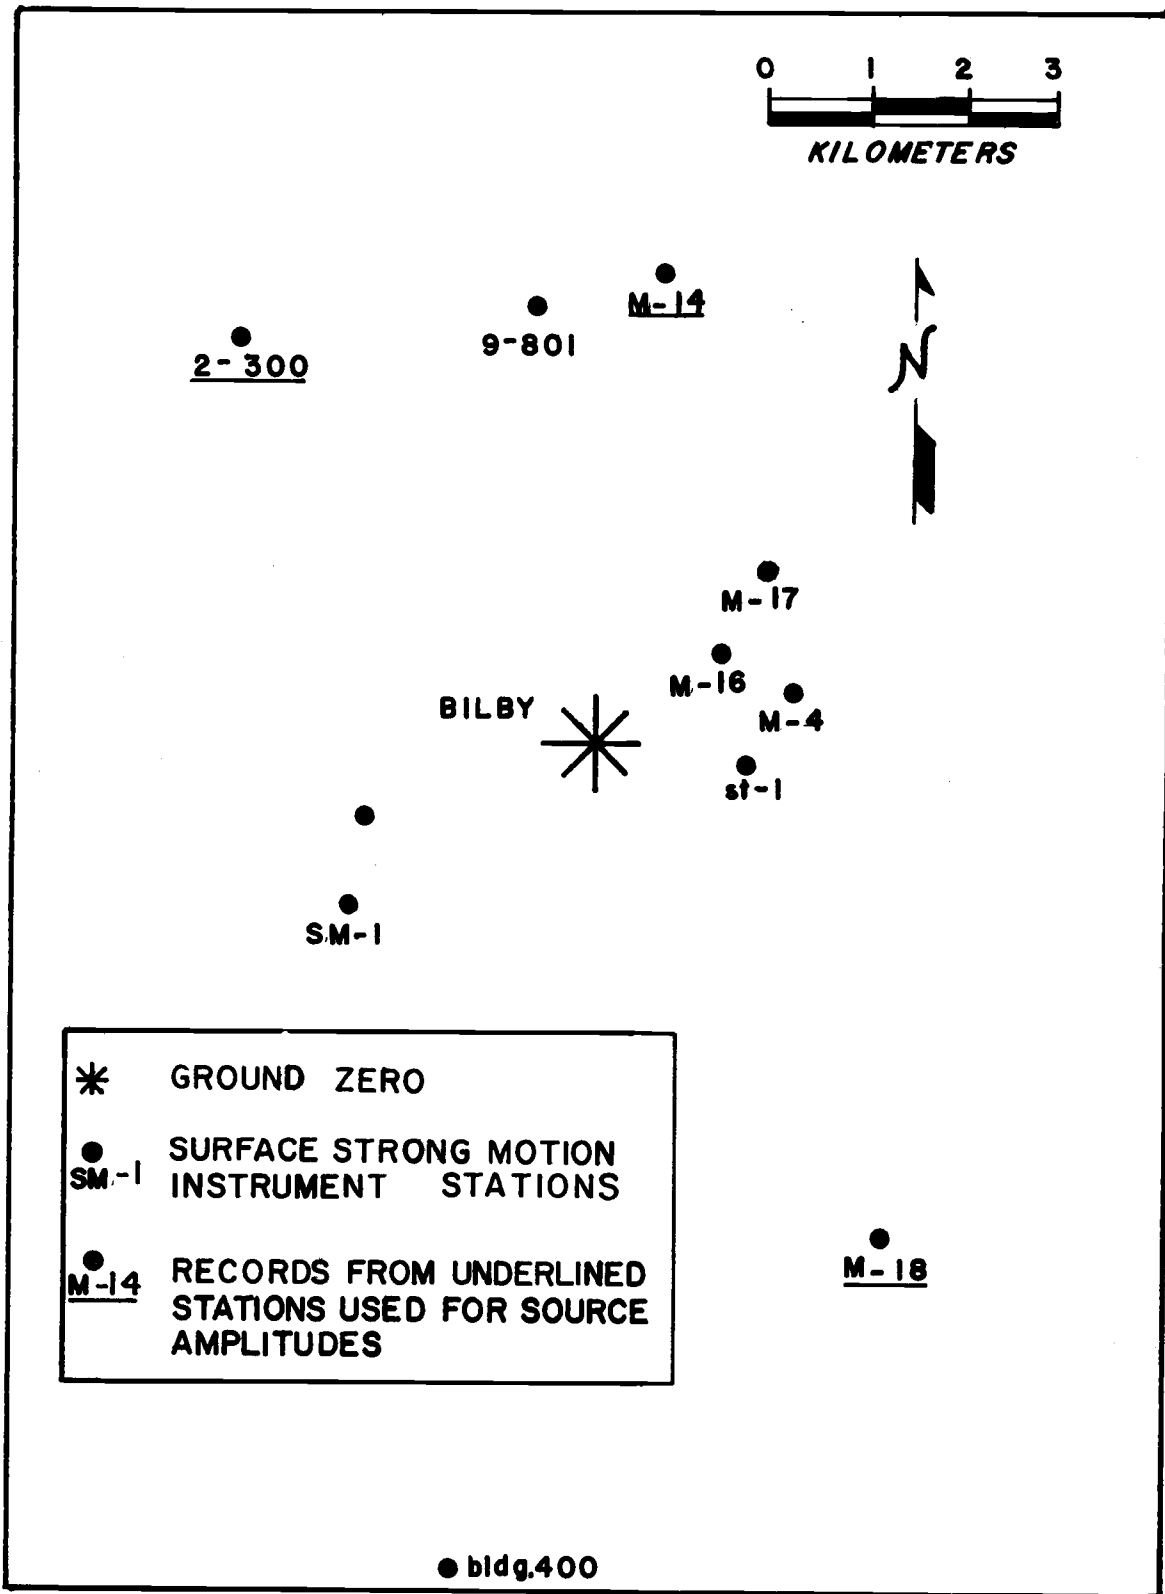 0 1 2 3
KILOMETERS
M-14
9-801
2-300
N
M-17
M-16
BILBY
M-4
st-1
SM-1
GROUND ZERO
SM-1
SURFACE STRONG MOTION
INSTRUMENT STATIONS
M-14
RECORDS FROM UNDERLINED
STATIONS USED FOR SOURCE
AMPLITUDES
M-18
bldg.400